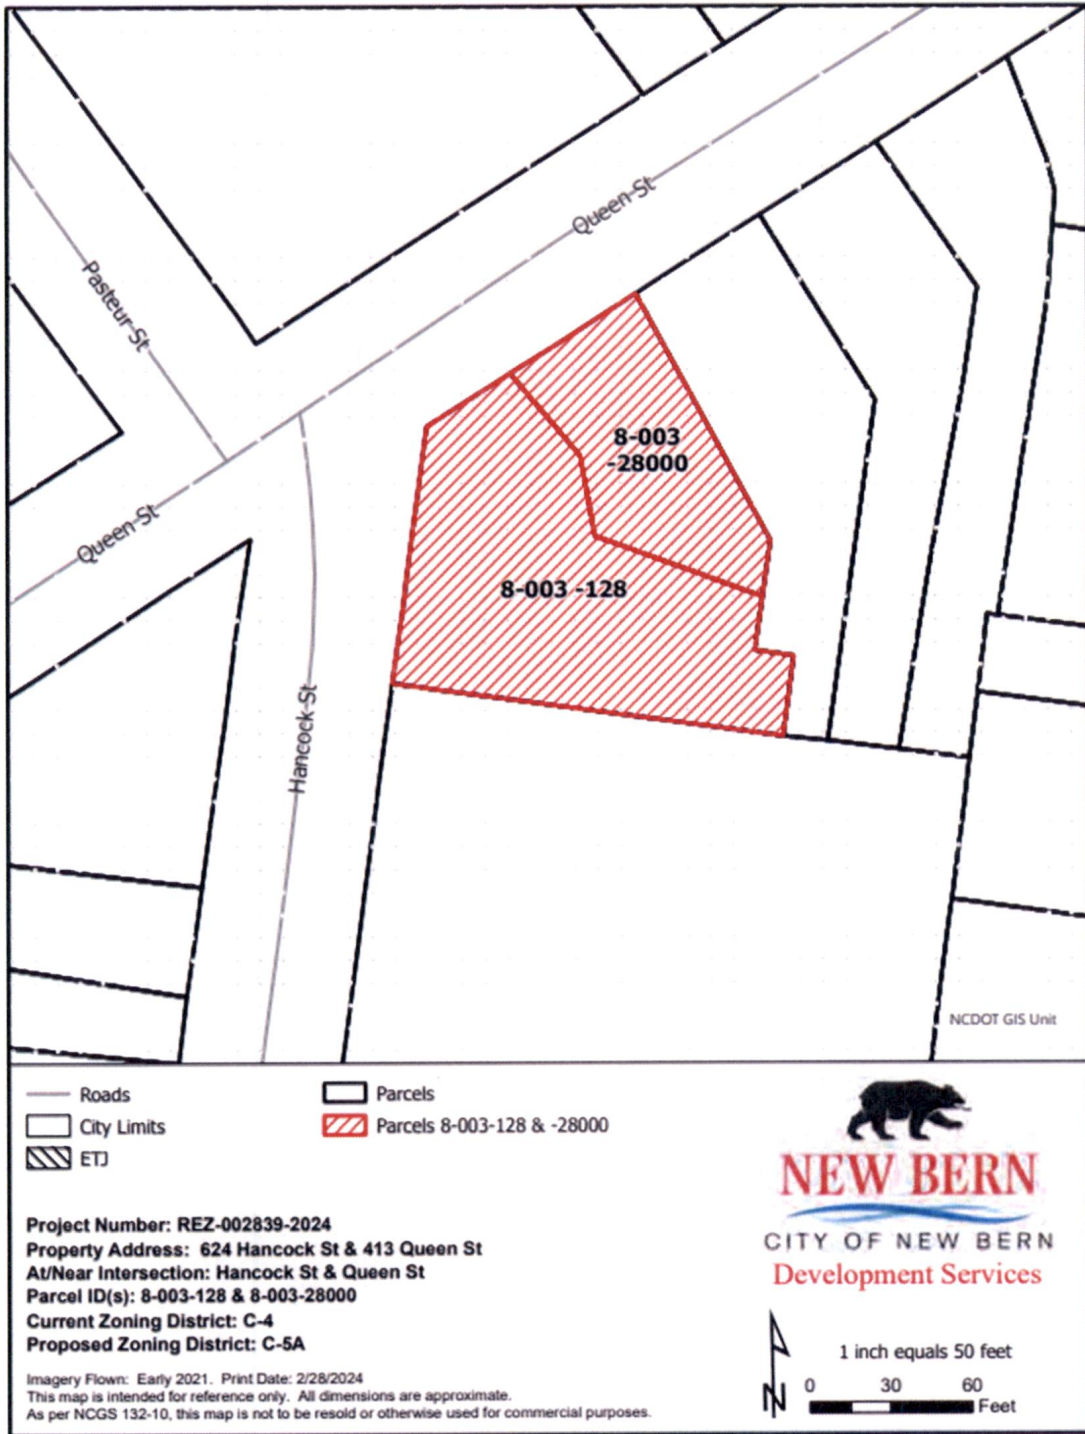 Queen St
Pasteur St
8-003
-28000
Queen St
8-003 -128
Hancock St
NCDOT GIS Unit
Roads
City Limits
ETJ
Parcels
Parcels 8-003-128 & -28000
NEW BERN
CITY OF NEW BERN
Development Services
Project Number: REZ-002839-2024
Property Address: 624 Hancock St & 413 Queen St
At/Near Intersection: Hancock St & Queen St
Parcel ID(s): 8-003-128 & 8-003-28000
Current Zoning District: C-4
Proposed Zoning District: C-5A
Imagery Flown: Early 2021. Print Date: 2/28/2024
This map is intended for reference only. All dimensions are approximate.
As per NCGS 132-10, this map is not to be resold or otherwise used for commercial purposes.
N
1 inch equals 50 feet
0 30 60
Feet